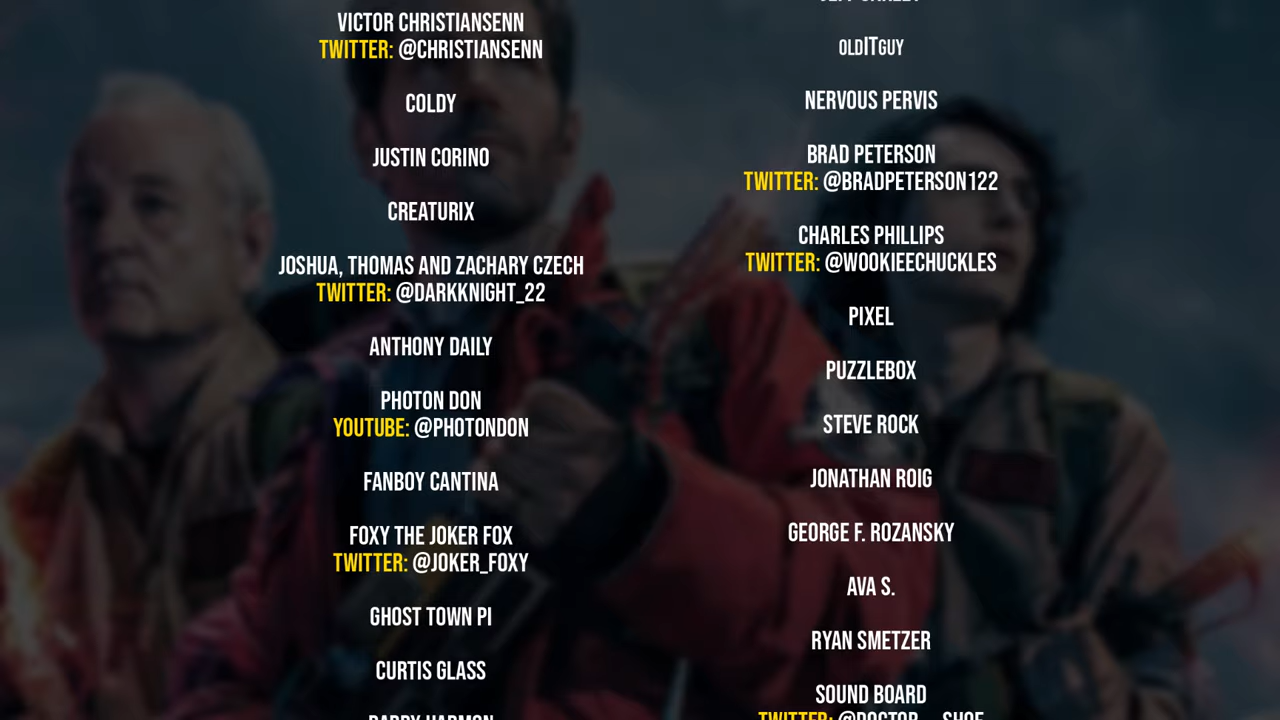 VICTOR CHRISTIANSENN
TWITTER: @CHRISTIANSENN
COLDY
JUSTIN CORINO
CREATURIX
JOSHUA, THOMAS AND ZACHARY CZECH
TWITTER: @DARKKNIGHT_22
ANTHONY DAILY
PHOTON DON
YOUTUBE: @PHOTONDON
FANBOY CANTINA
FOXY THE JOKER FOX
TWITTER: @JOKER_FOXY
GHOST TOWN PI
CURTIS GLASS
OLDITGUY
NERVOUS PERVIS
BRAD PETERSON
TWITTER: @BRADPETERSON122
CHARLES PHILLIPS
TWITTER: @WOOKIEECHUCKLES
PIXEL
PUZZLEBOX
STEVE ROCK
JONATHAN ROIG
GEORGE F. ROZANSKY
AVA S.
RYAN SMETZER
SOUND BOARD
TWITTER: